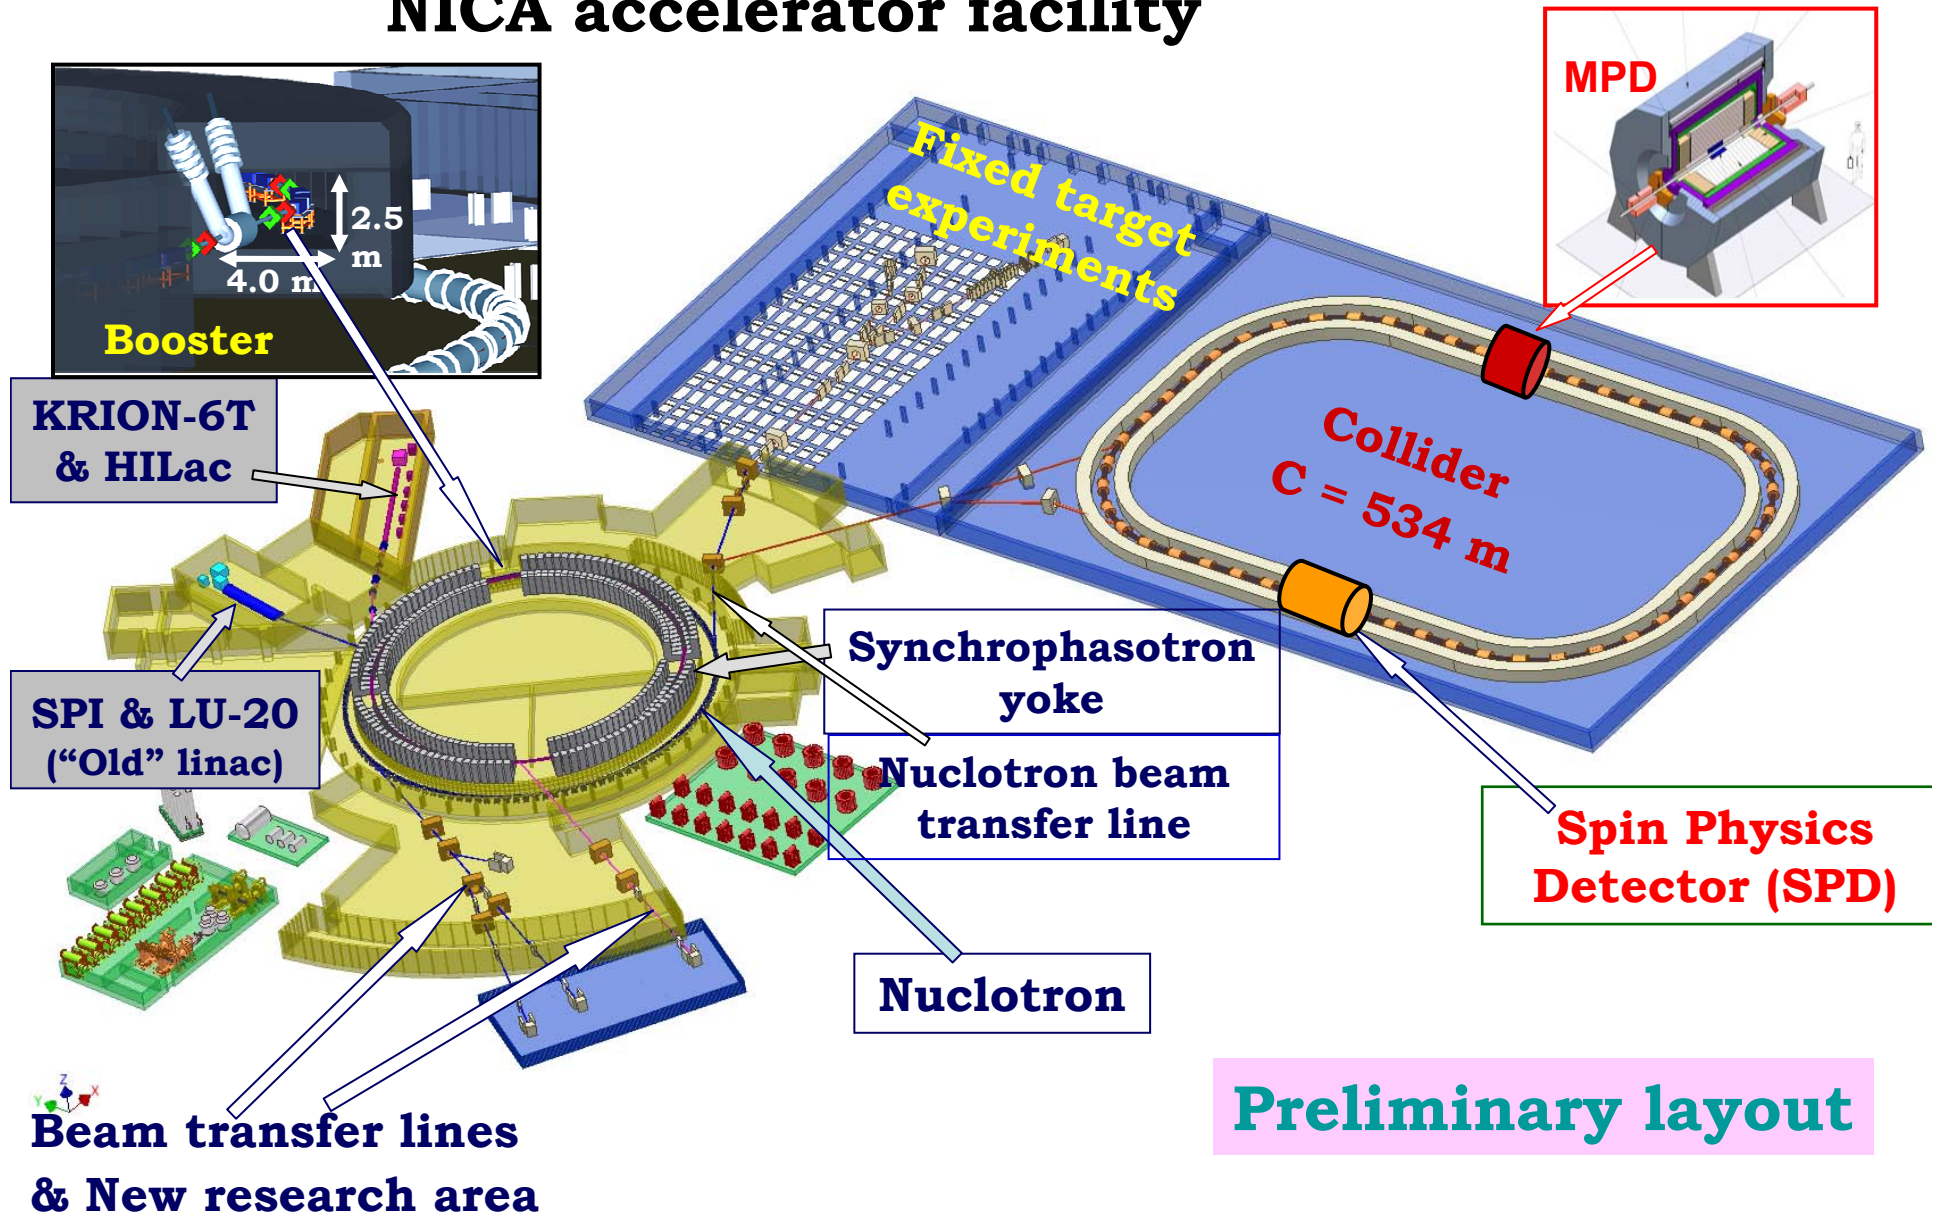 NICA accelerator facility
MPD
2.5
m
4.0 m
Booster
Fixed target
experiments
KRION-6T
& HILac
Collider
C = 534 m
Synchrophasotron
yoke
SPI & LU-20
(“Old” linac)
Nuclotron beam
transfer line
Spin Physics
Detector (SPD)
Nuclotron
Z
Y
X
Beam transfer lines
& New research area
Preliminary layout